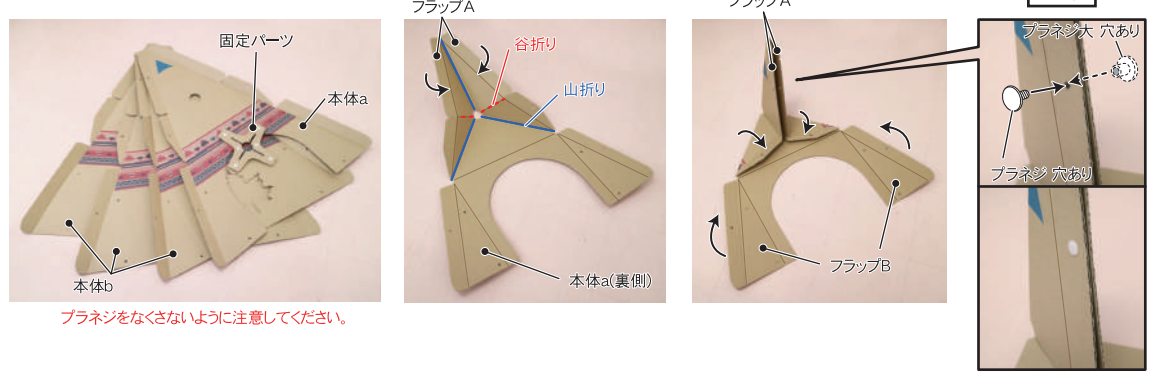 固定パーツ
本体a
本体b
プラネジをなくさないように注意してください。
フラップA
谷折り
山折り
本体a(裏側)
フラップA
フラップB
プラネジ大 穴あり
プラネジ 穴あり